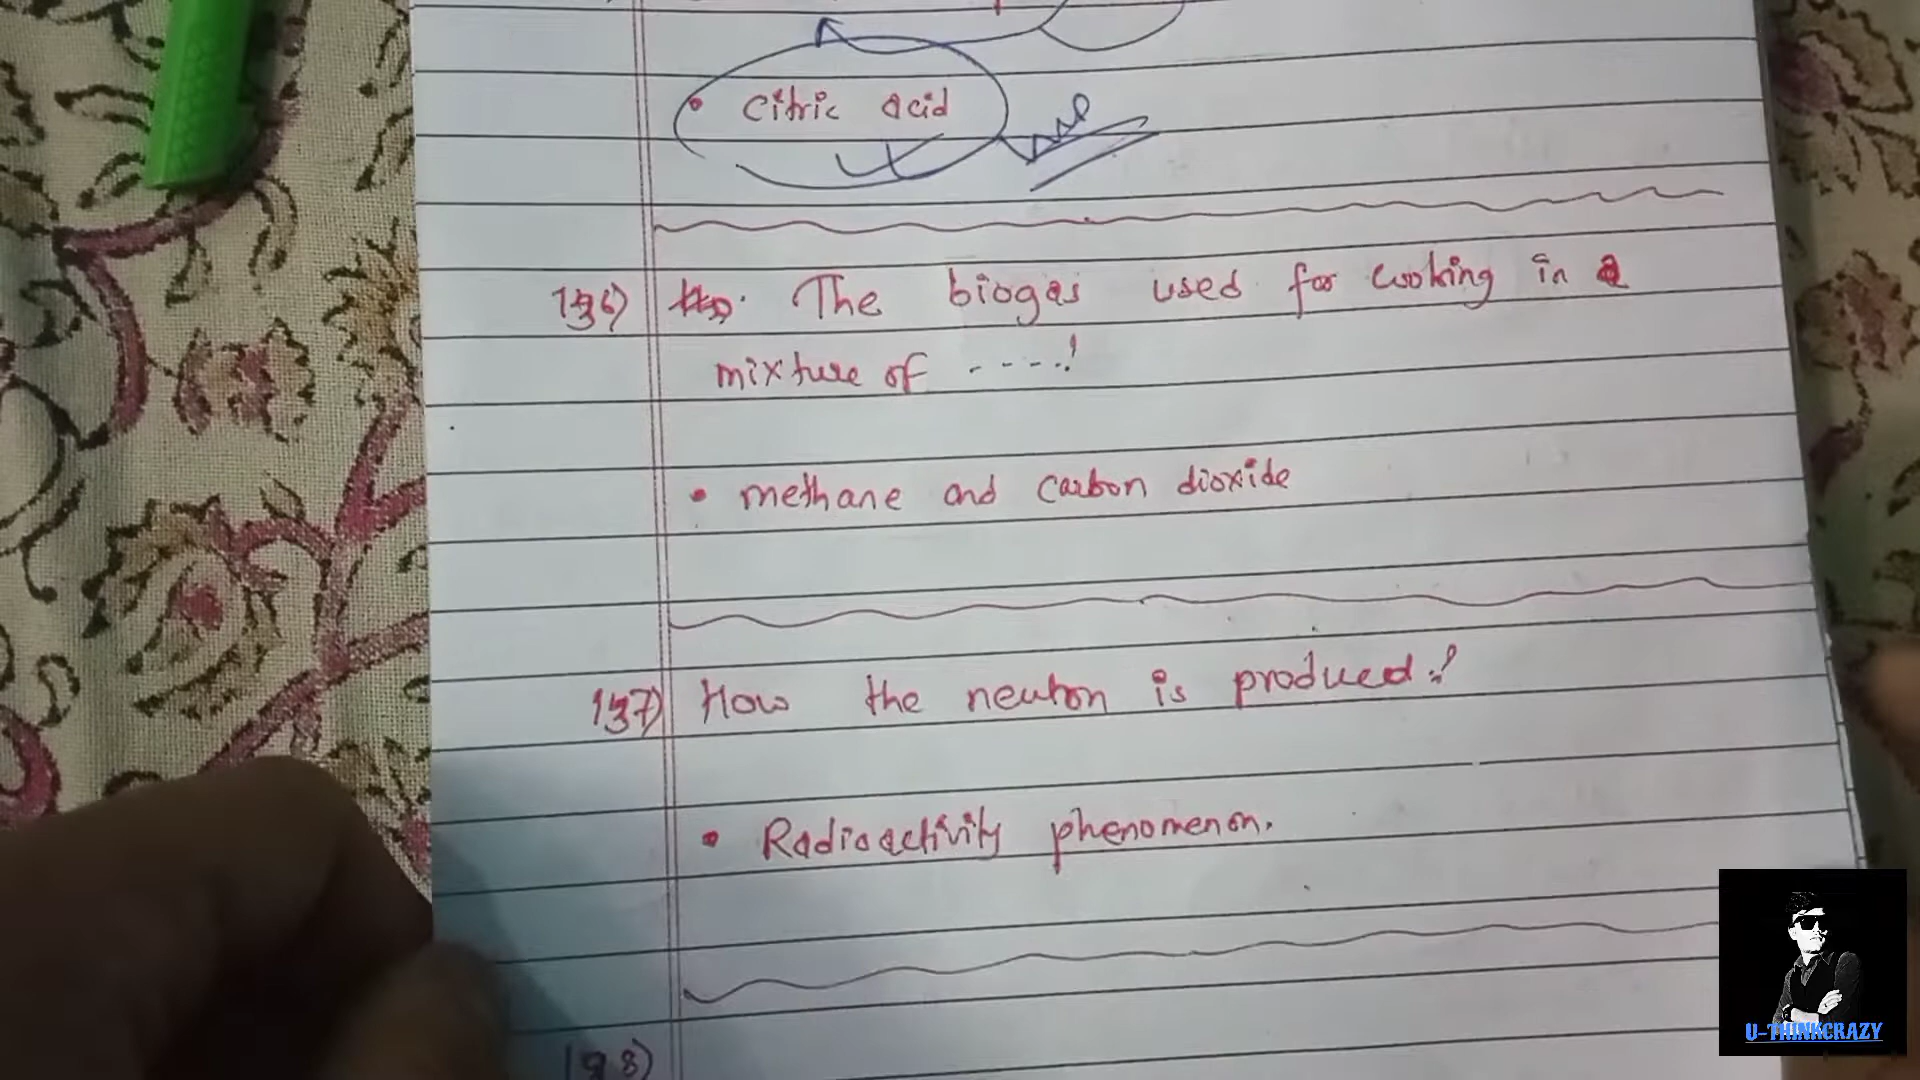 • Citric acid
136) The biogas used for cooking in a
mixture of ----?
• methane and carbon dioxide
137) How the neutron is produced:?
• Radioactivity phenomenon.
U-THINKCRAZY